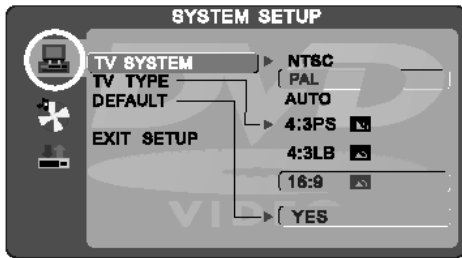 SYSTEM SETUP
TV SYSTEM
NTSC
PAL
TV TYPE
AUTO
DEFAULT
4:3PS
EXIT SETUP
4:3LB
16:9
YES
DVD
VIDEO